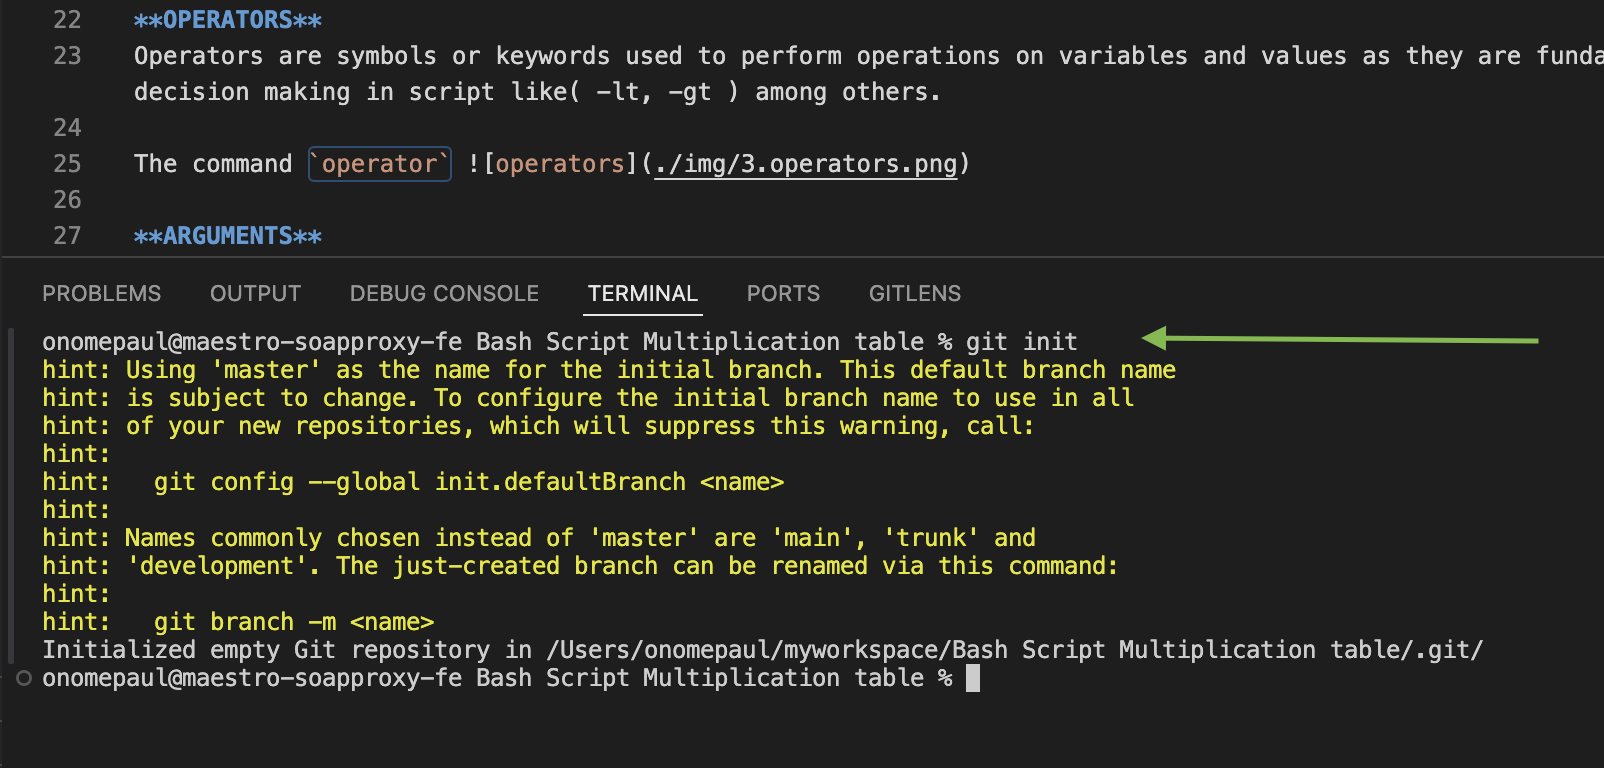 22 **OPERATORS**
23 Operators are symbols or keywords used to perform operations on variables and values as they are funda
decision making in script like( -lt, -gt ) among others.
24
25 The command `operator` ![operators](./img/3.operators.png)
26
27 **ARGUMENTS**
PROBLEMS OUTPUT DEBUG CONSOLE TERMINAL PORTS GITLENS
onomepaul@maestro-soapproxy-fe Bash Script Multiplication table % git init
hint: Using 'master' as the name for the initial branch. This default branch name
hint: is subject to change. To configure the initial branch name to use in all
hint: of your new repositories, which will suppress this warning, call:
hint:
hint:   git config --global init.defaultBranch <name>
hint:
hint: Names commonly chosen instead of 'master' are 'main', 'trunk' and
hint: 'development'. The just-created branch can be renamed via this command:
hint:
hint:   git branch -m <name>
Initialized empty Git repository in /Users/onomepaul/myworkspace/Bash Script Multiplication table/.git/
onomepaul@maestro-soapproxy-fe Bash Script Multiplication table %